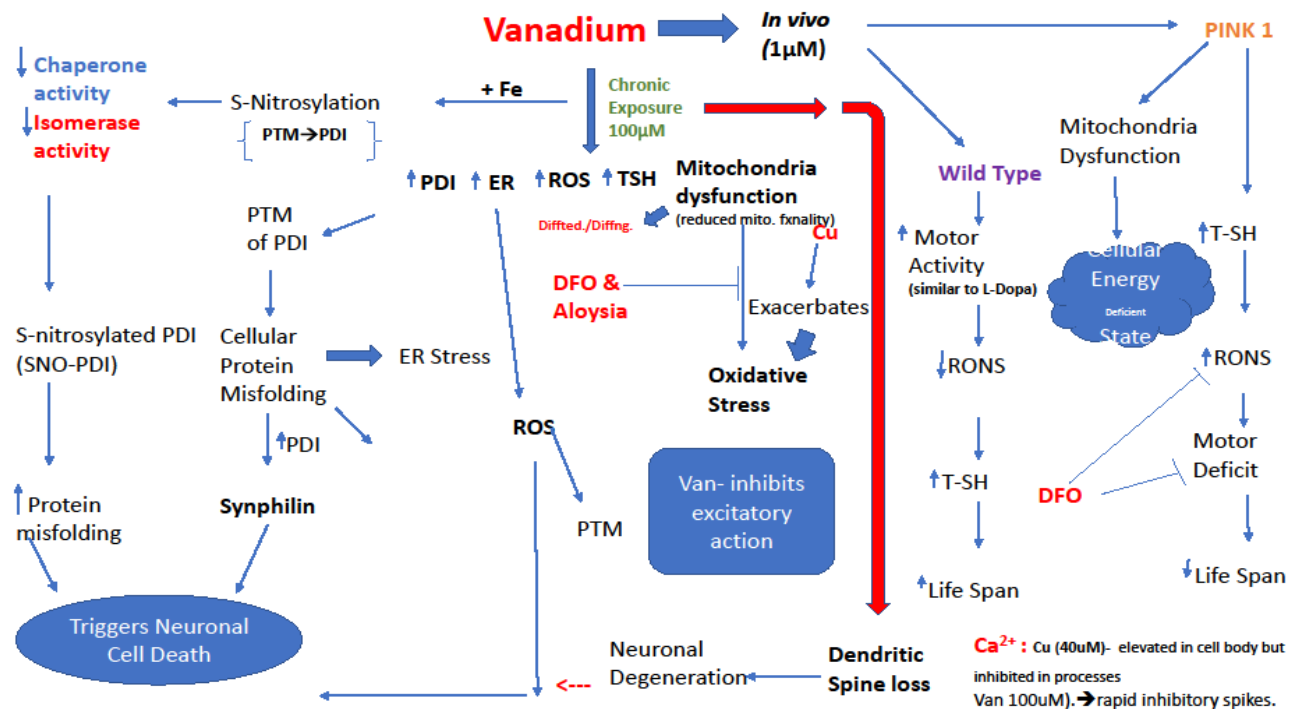 Vanadium
In vivo
(1µM)
PINK 1
Chaperone
activity
Isomerase
activity
S-Nitrosylation
PTM➔PDI
+ Fe
Chronic
Exposure
100µM
Mitochondria
Dysfunction
Wild Type
PDI
ER
ROS
TSH
Mitochondria
dysfunction
(reduced mito. fxnality)
Diffted./Diffng.
Cu
PTM
of PDI
Motor
Activity
(similar to L-Dopa)
T-SH
Cellular
Energy
Deficient
State
DFO &
Aloysia
Exacerbates
S-nitrosylated PDI
(SNO-PDI)
Cellular
Protein
Misfolding
ER Stress
Oxidative
Stress
RONS
RONS
PDI
ROS
Motor
Deficit
Protein
misfolding
Synphilin
PTM
Van- inhibits
excitatory
action
T-SH
DFO
Life Span
Life Span
Triggers Neuronal
Cell Death
Neuronal
Degeneration
<---
Dendritic
Spine loss
Ca²⁺ : Cu (40uM)- elevated in cell body but
inhibited in processes
Van 100uM).➔rapid inhibitory spikes.